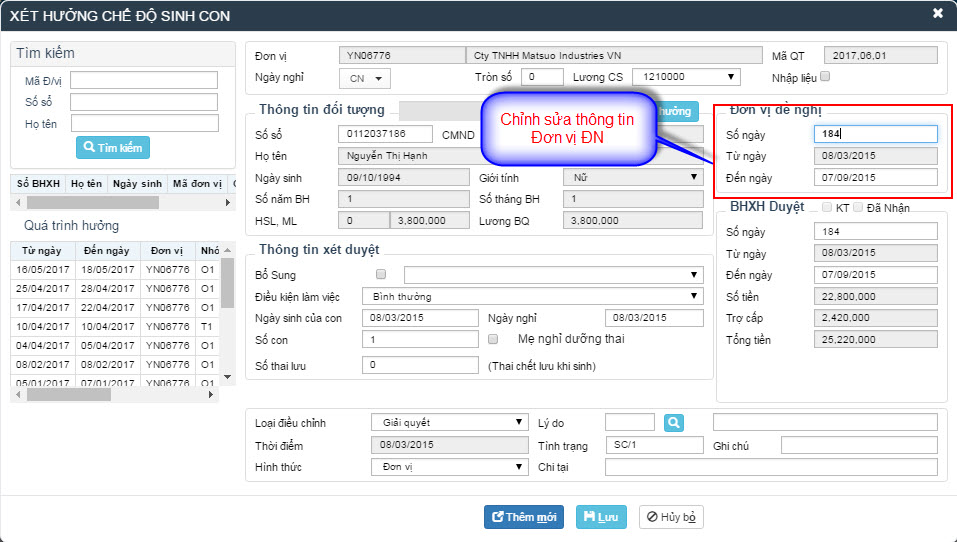 XÉT HƯỞNG CHẾ ĐỘ SINH CON
Tìm kiếm
Mã Đ/vị
Số sổ
Họ tên
Tìm kiếm
Số BHXH Họ tên Ngày sinh Mã đơn vị
Quá trình hưởng
Từ ngày Đến ngày Đơn vị Nhó
16/05/2017 18/05/2017 YN06776 O1
25/04/2017 28/04/2017 YN06776 O1
17/04/2017 22/04/2017 YN06776 O1
10/04/2017 10/04/2017 YN06776 T1
04/04/2017 05/04/2017 YN06776 O1
08/02/2017 08/02/2017 YN06776 O1
05/01/2017 07/01/2017 YN06776 O1
Đơn vị YN06776 Cty TNHH Matsuo Industries VN Mã QT 2017,06,01
Ngày nghỉ CN Tròn số 0 Lương CS 1210000 Nhập liệu
Thông tin đối tượng hưởng
Số sổ 0112037186 CMND
Họ tên Nguyễn Thị Hạnh
Ngày sinh 09/10/1994 Giới tính Nữ
Số năm BH 1 Số tháng BH 1
HSL, ML 0 3,800,000 Lương BQ 3,800,000
Chỉnh sửa thông tin
Đơn vị ĐN
Đơn vị đề nghị
Số ngày 184
Từ ngày 08/03/2015
Đến ngày 07/09/2015
BHXH Duyệt KT Đã Nhận
Số ngày 184
Từ ngày 08/03/2015
Đến ngày 07/09/2015
Số tiền 22,800,000
Trợ cấp 2,420,000
Tổng tiền 25,220,000
Thông tin xét duyệt
Bổ Sung
Điều kiện làm việc Bình thường
Ngày sinh của con 08/03/2015 Ngày nghỉ 08/03/2015
Số con 1 Mẹ nghỉ dưỡng thai
Số thai lưu 0 (Thai chết lưu khi sinh)
Loại điều chỉnh Giải quyết Lý do
Thời điểm 08/03/2015 Tình trạng SC/1 Ghi chú
Hình thức Đơn vị Chi tại
Thêm mới Lưu Hủy bỏ